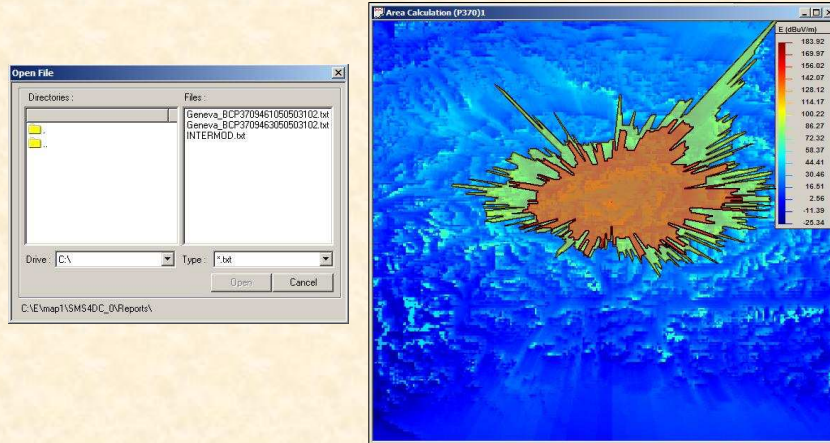 Open File
Directories :
Files :
.
..
Geneva_BCP3709461050503102.txt
Geneva_BCP3709463050503102.txt
INTERMOD.txt
Drive :
C:\
Type :
*.txt
Open
Cancel
C:\E\map1\SMS4DC_0\Reports\
Area Calculation (P370)1
E (dBuV/m)
183.92
169.97
156.02
142.07
128.12
114.17
100.22
86.27
72.32
58.37
44.41
30.46
16.51
2.56
-11.39
-25.34